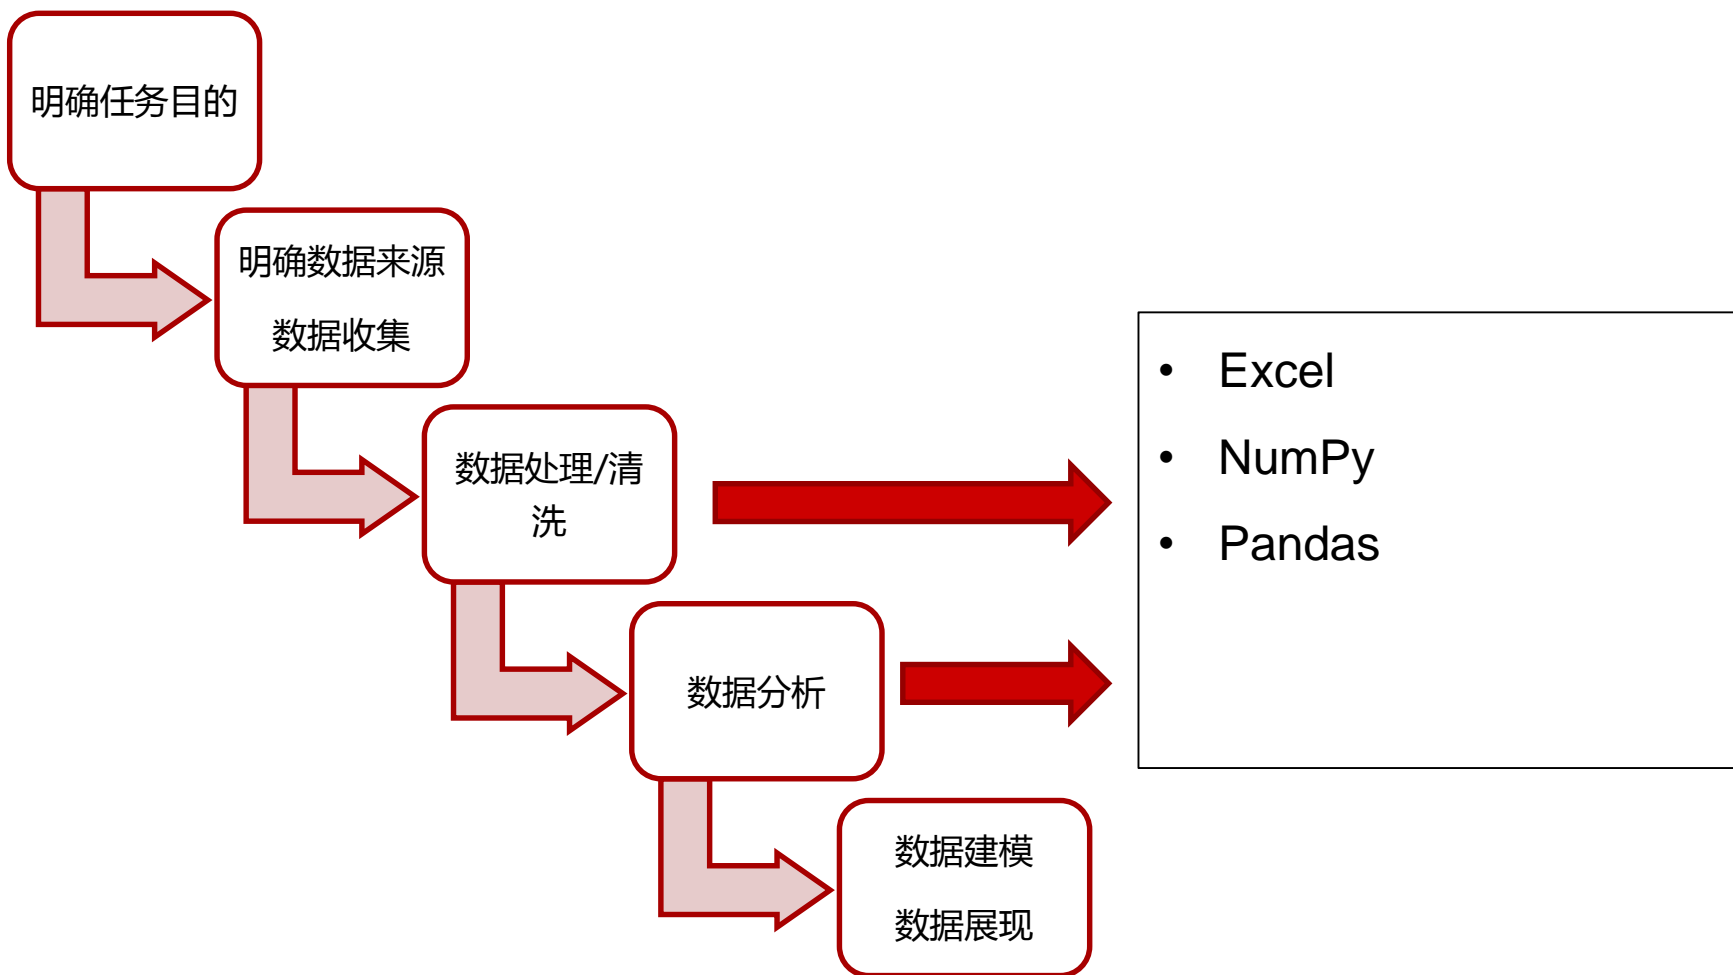 明确任务目的
明确数据来源
数据收集
数据处理/清
洗
数据分析
数据建模
数据展现
• Excel
• NumPy
• Pandas